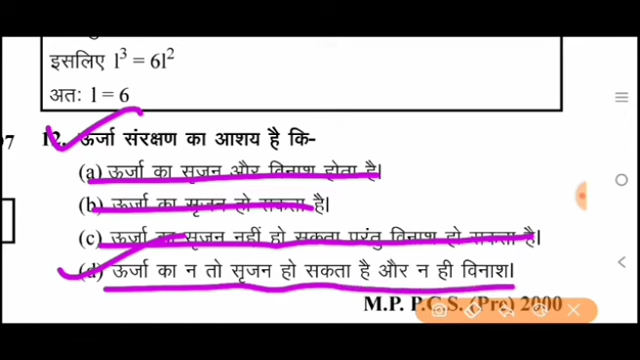 इसलिए l³ = 6l²
अतः l = 6
97
12. ऊर्जा संरक्षण का आशय है कि-
(a) ऊर्जा का सृजन और विनाश होता है।
(b) ऊर्जा का सृजन हो सकता है।
(c) ऊर्जा का सृजन नहीं हो सकता परंतु विनाश हो सकता है।
(d) ऊर्जा का न तो सृजन हो सकता है और न ही विनाश।
M.P. P.C.S. (Pre) 2000